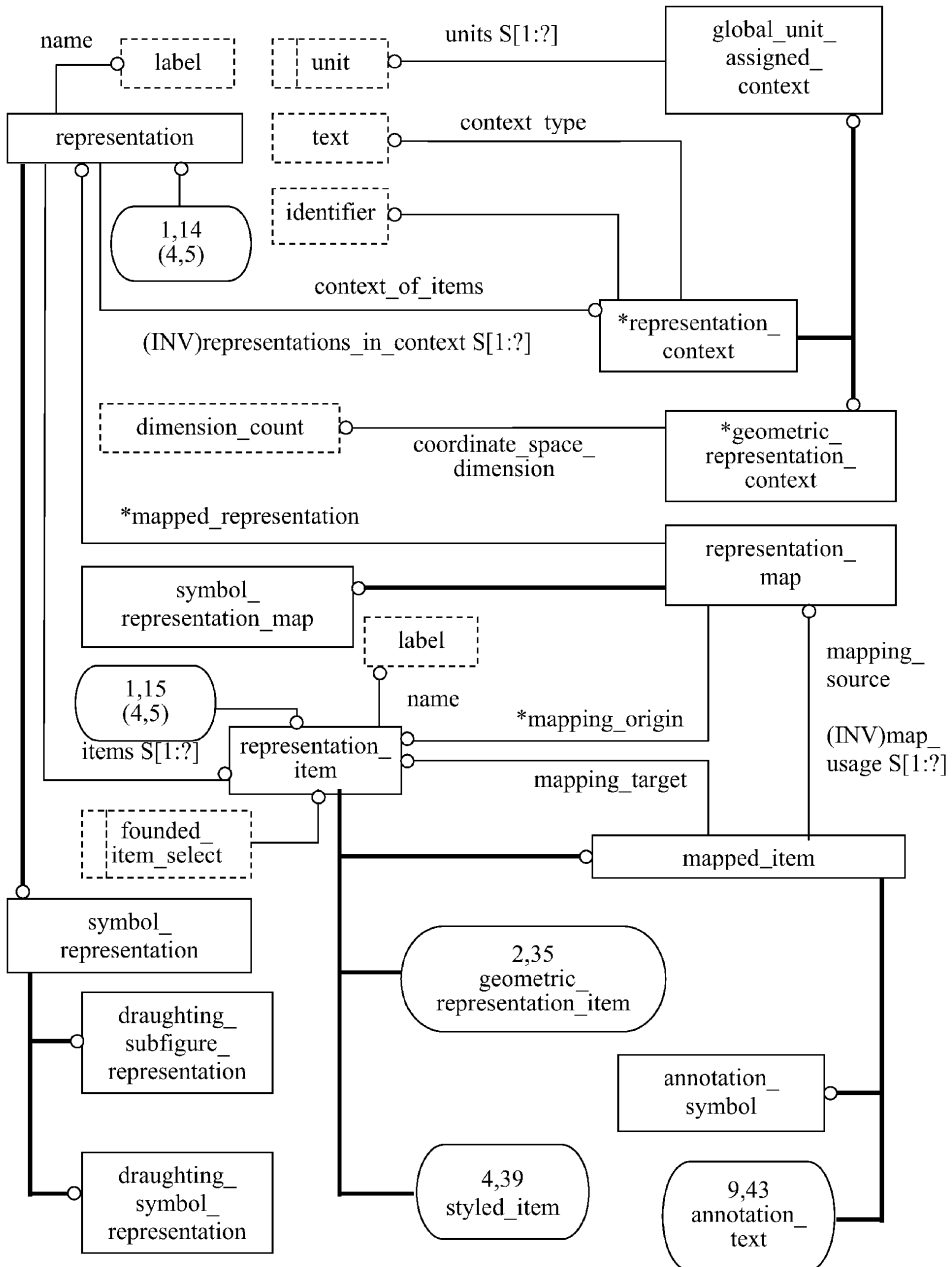 name
label
unit
units S[1:?]
global_unit_
assigned_
context
representation
text
context_type
identifier
1,14
(4,5)
context_of_items
(INV)representations_in_context S[1:?]
*representation_
context
dimension_count
coordinate_space_
dimension
*geometric_
representation_
context
*mapped_representation
representation_
map
symbol_
representation_map
label
name
mapping_
source
1,15
(4,5)
items S[1:?]
representation_
item
*mapping_origin
(INV)map_
usage S[1:?]
mapping_target
founded_
item_select
mapped_item
symbol_
representation
2,35
geometric_
representation_item
draughting_
subfigure_
representation
annotation_
symbol
draughting_
symbol_
representation
4,39
styled_item
9,43
annotation_
text